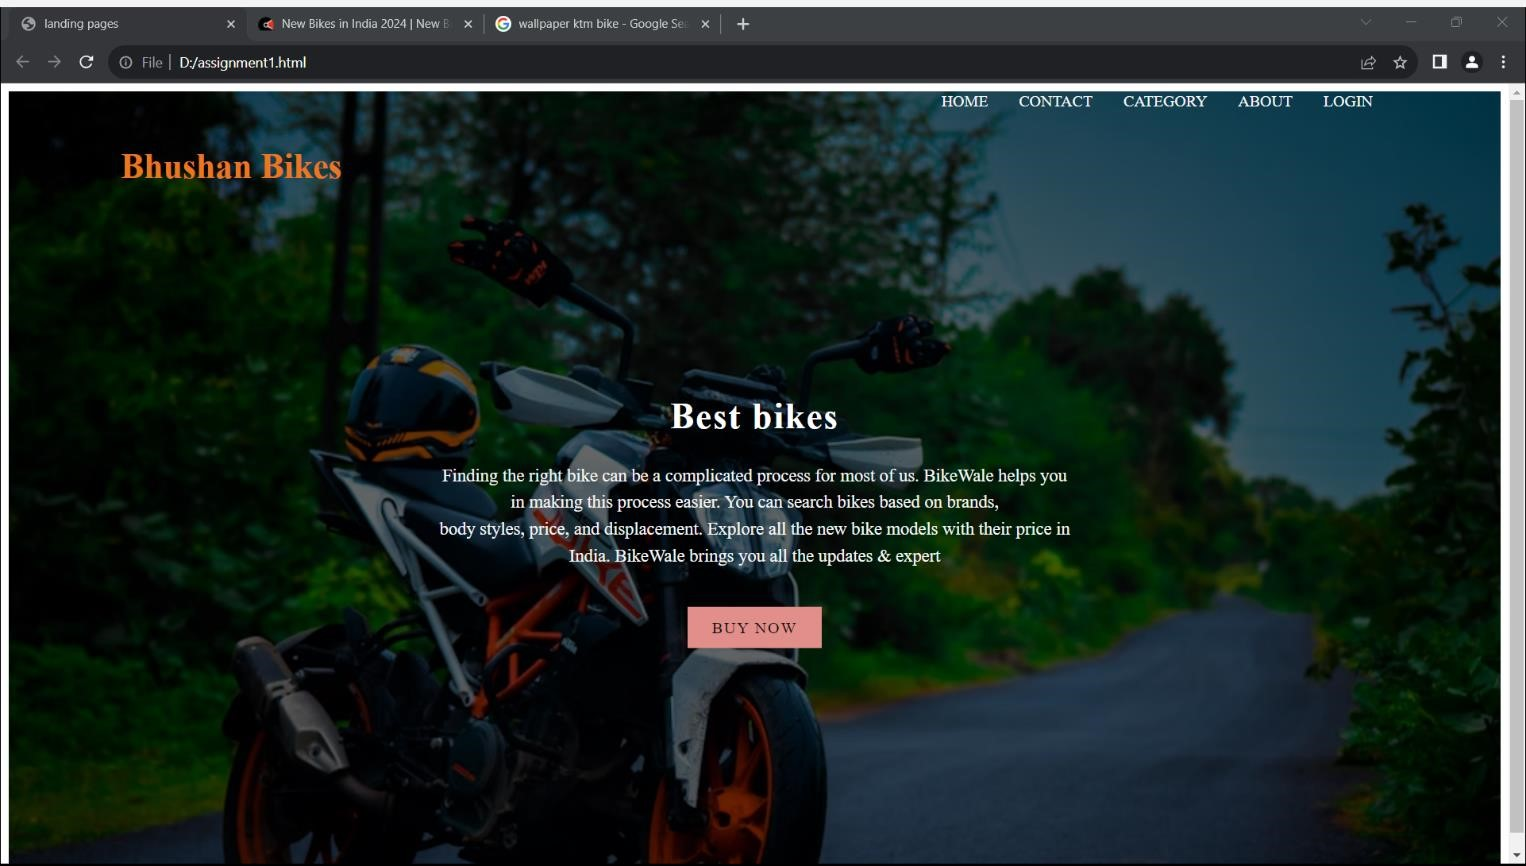 landing pages
New Bikes in India 2024 | New B
wallpaper ktm bike - Google Sea
File
D:/assignment1.html
HOME CONTACT CATEGORY ABOUT LOGIN
Bhushan Bikes
Best bikes
Finding the right bike can be a complicated process for most of us. BikeWale helps you
in making this process easier. You can search bikes based on brands,
body styles, price, and displacement. Explore all the new bike models with their price in
India. BikeWale brings you all the updates & expert
BUY NOW